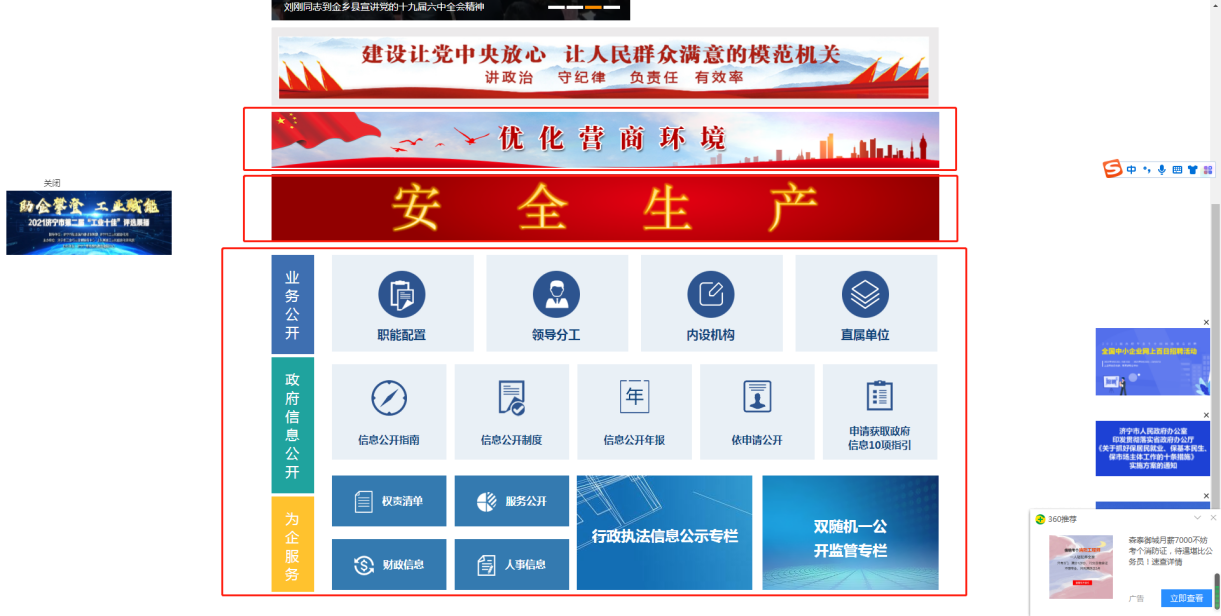 刘刚同志到金乡县宣讲党的十九届六中全会精神
建设让党中央放心 让人民群众满意的模范机关
讲政治 守纪律 负责任 有效率
优化营商环境
安全生产
关闭
助企攀登 工业赋能
2021济宁市第二届“工业十佳”评选展播
中
业务公开
职能配置
领导分工
内设机构
直属单位
政府信息公开
信息公开指南
信息公开制度
年
信息公开年报
依申请公开
申请获取政府
信息10项指引
为企服务
权责清单
服务公开
财政信息
人事信息
行政执法信息公示专栏
双随机一公
开监管专栏
全国中小企业网上百日招聘活动
济宁市人民政府办公室
印发贯彻落实省政府办公厅
《关于抓好保居民就业、保基本民生、
保市场主体工作的十条措施》
实施方案的通知
360推荐
森泰御城月薪7000不妨
考个消防证，待遇堪比公
务员！速查详情
广告
立即查看